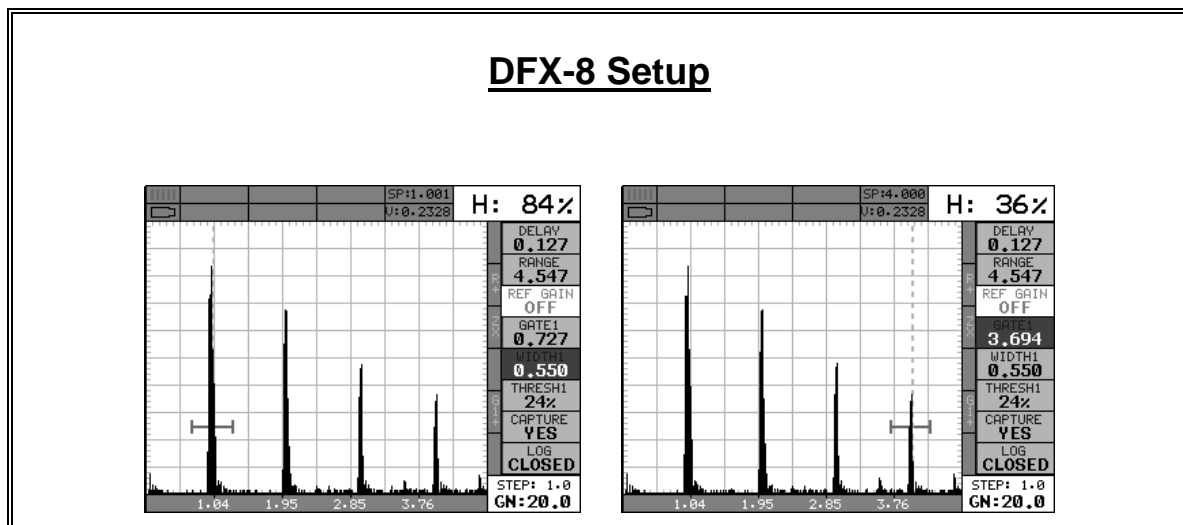 DFX-8 Setup
SP:1.001
V:0.2328
H: 84%
DELAY
0.127
RANGE
4.547
REF GAIN
OFF
GATE1
0.727
WIDTH1
0.550
THRESH1
24%
CAPTURE
YES
LOG
CLOSED
STEP: 1.0
GN:20.0
R+
ZX
G1+
1.04 1.95 2.85 3.76
SP:4.000
V:0.2328
H: 36%
DELAY
0.127
RANGE
4.547
REF GAIN
OFF
GATE1
3.694
WIDTH1
0.550
THRESH1
24%
CAPTURE
YES
LOG
CLOSED
STEP: 1.0
GN:20.0
R+
ZX
G1+
1.04 1.95 2.85 3.76